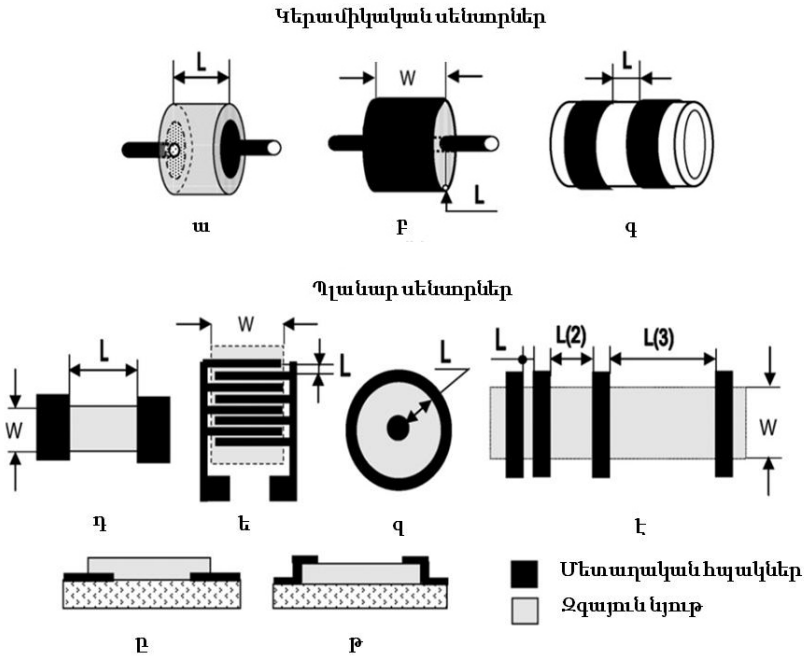 Կերամիկական սենսորներ
L W L
L
ա բ գ
Պլանար սենսորներ
W L L(2) L(3)
L L L
W W
դ ե զ է
Մետաղական հպակներ
Զգայուն նյութ
ը թ